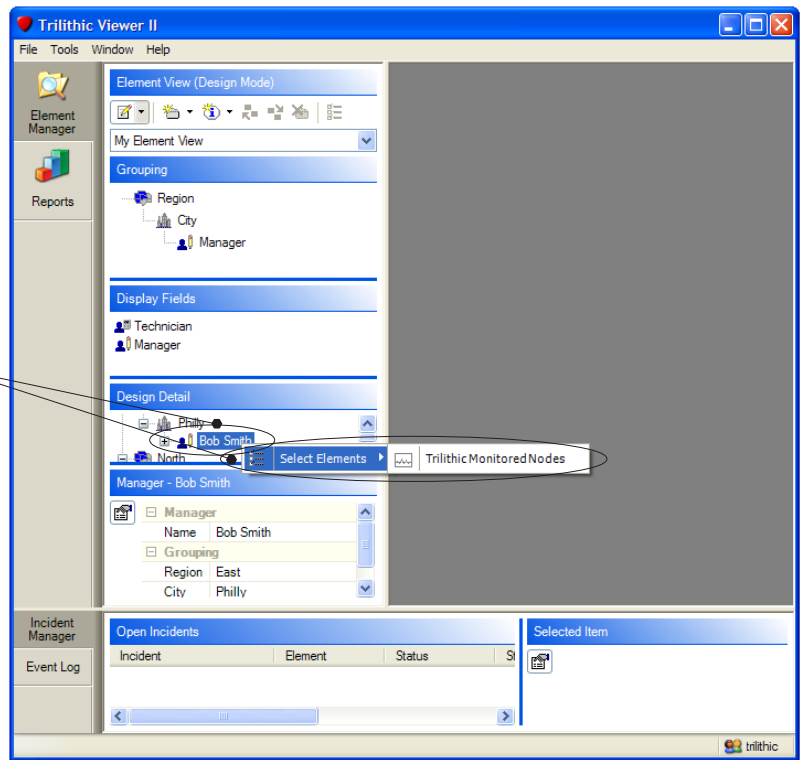 Trilithic Viewer II
File Tools Window Help
Element Manager
Reports
Element View (Design Mode)
My Element View
Grouping
Region
City
Manager
Display Fields
Technician
Manager
Design Detail
Philly
Bob Smith
North
Select Elements
Trilithic Monitored Nodes
Manager - Bob Smith
Manager
Name Bob Smith
Grouping
Region East
City Philly
Incident Manager
Event Log
Open Incidents
Incident Element Status
Selected Item
trilithic